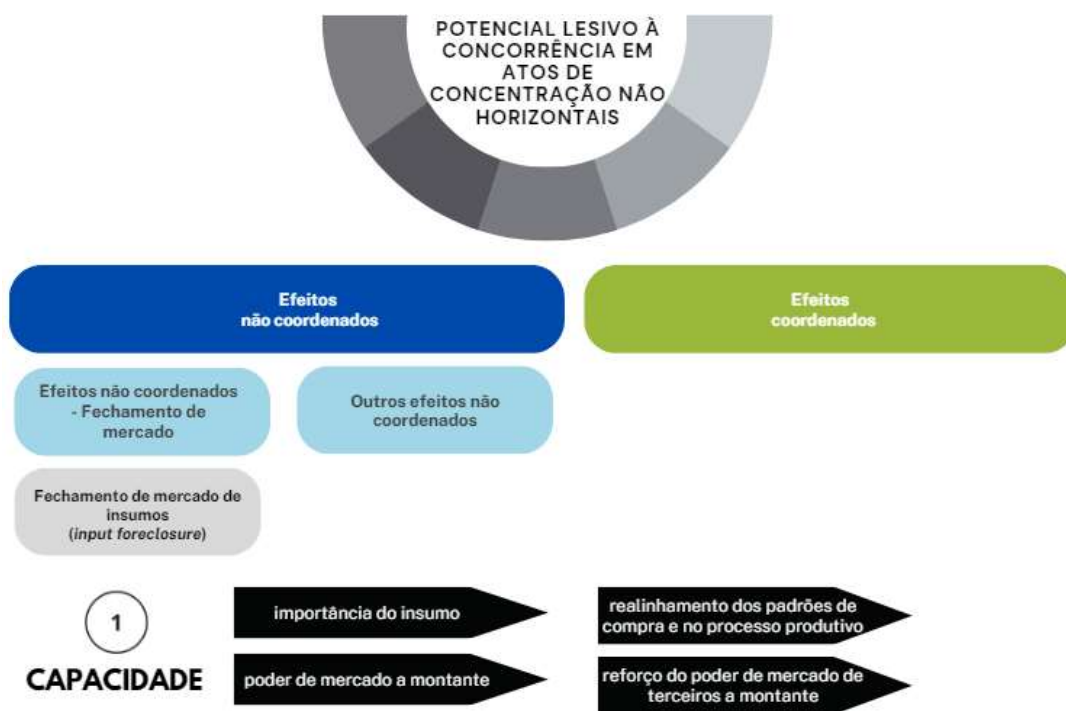 POTENCIAL LESIVO À
CONCORRÊNCIA EM
ATOS DE
CONCENTRAÇÃO NÃO
HORIZONTAIS
Efeitos
não coordenados
Efeitos
coordenados
Efeitos não coordenados
- Fechamento de
mercado
Outros efeitos não
coordenados
Fechamento de mercado de
insumos
(input foreclosure)
1
CAPACIDADE
importância do insumo
realinhamento dos padrões de
compra e no processo produtivo
poder de mercado a montante
reforço do poder de mercado de
terceiros a montante